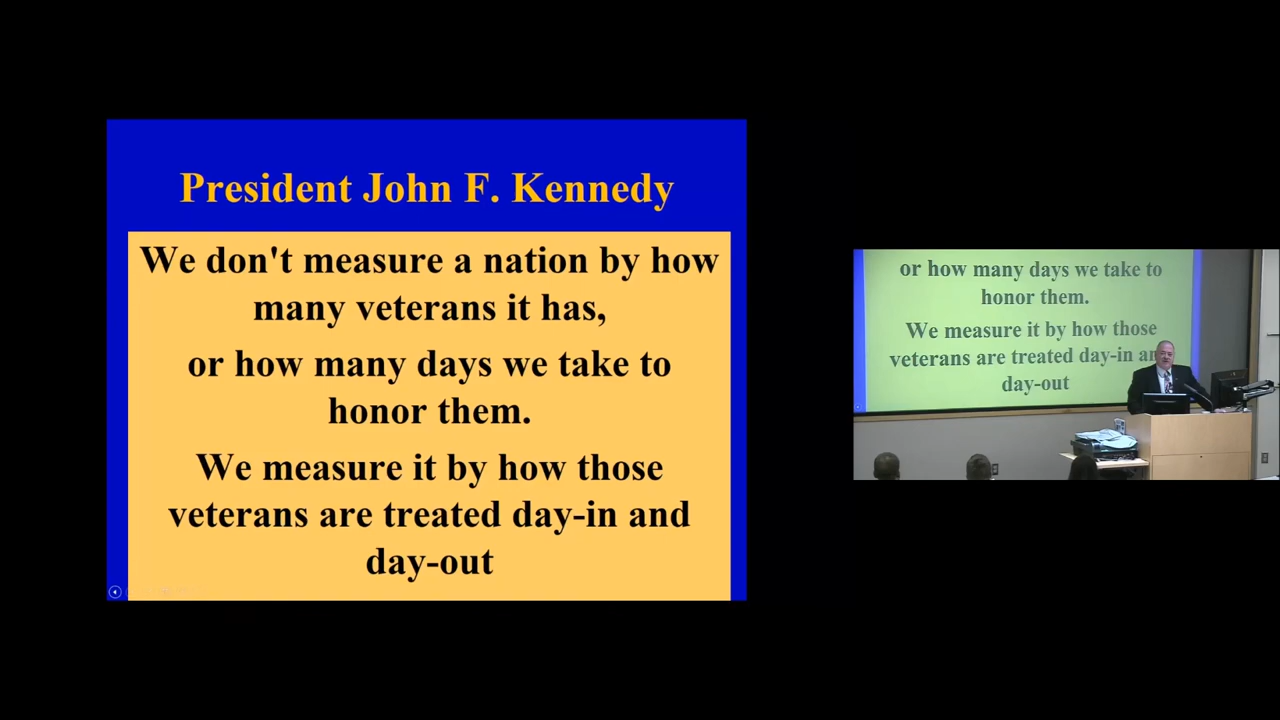 President John F. Kennedy
We don't measure a nation by how
many veterans it has,
or how many days we take to
honor them.
We measure it by how those
veterans are treated day-in and
day-out
or how many days we take to
honor them.
We measure it by how those
veterans are treated day-in
day-out